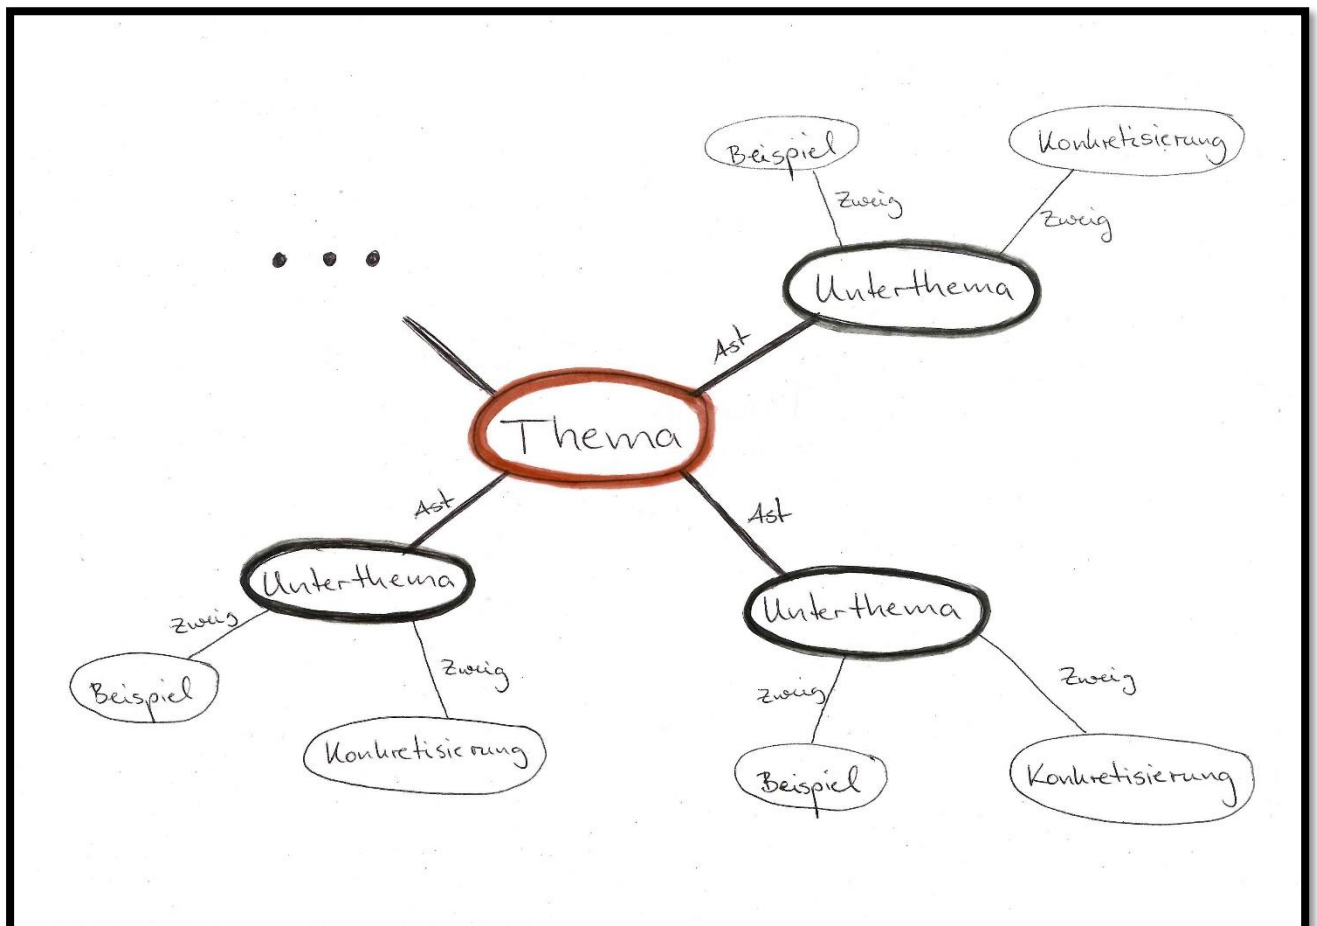 Beispiel
Konkretisierung
Zweig
Zweig
Unterthema
...
Ast
Thema
Ast
Ast
Unterthema
Unterthema
Zweig
Zweig
Zweig
Zweig
Beispiel
Konkretisierung
Beispiel
Konkretisierung